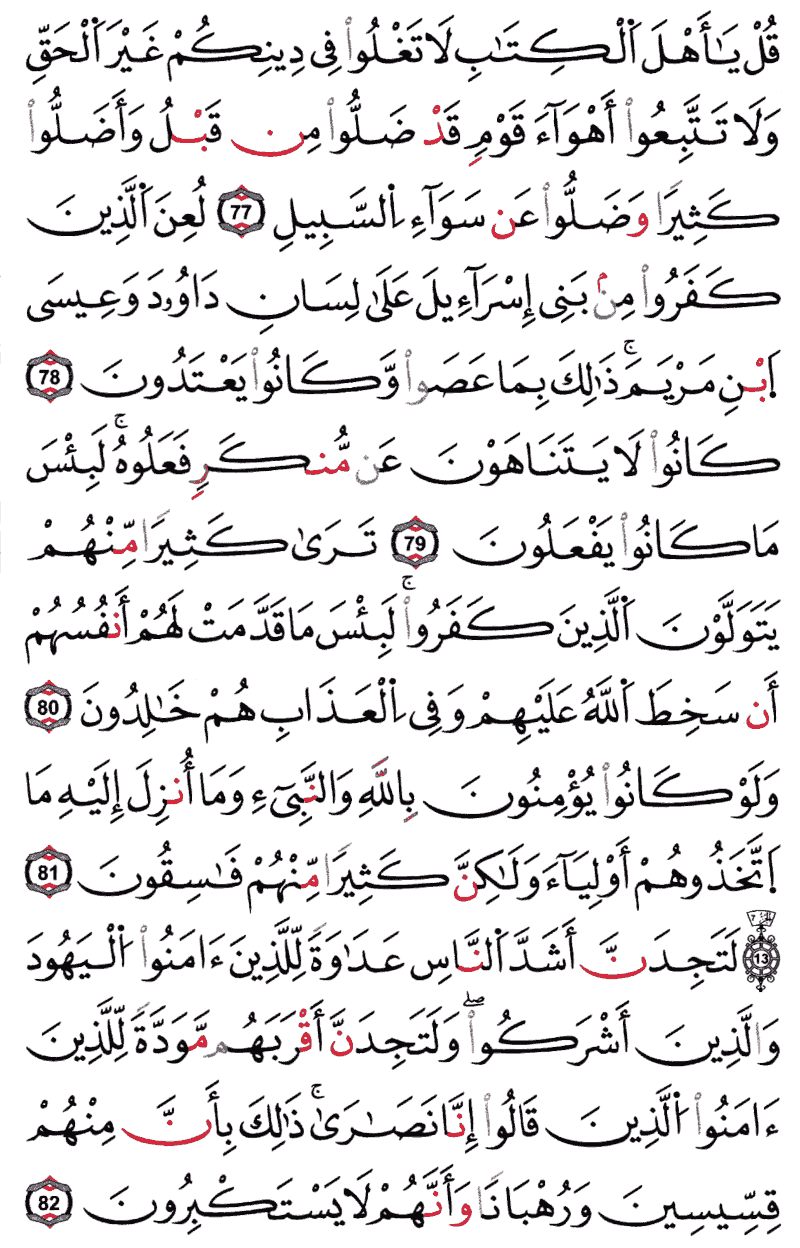 قُلْ يَٰٓأَهْلَ ٱلْكِتَٰبِ لَا تَغْلُوا۟ فِى دِينِكُمْ غَيْرَ ٱلْحَقِّ
وَلَا تَتَّبِعُوٓا۟ أَهْوَآءَ قَوْمٍ قَدْ ضَلُّوا۟ مِن قَبْلُ وَأَضَلُّوا۟
كَثِيرًا وَضَلُّوا۟ عَن سَوَآءِ ٱلسَّبِيلِ 77 لُعِنَ ٱلَّذِينَ
كَفَرُوا۟ مِنۢ بَنِىٓ إِسْرَآءِيلَ عَلَىٰ لِسَانِ دَاوُۥدَ وَعِيسَى
ٱبْنِ مَرْيَمَ ۚ ذَٰلِكَ بِمَا عَصَوا۟ وَّكَانُوا۟ يَعْتَدُونَ 78
كَانُوا۟ لَا يَتَنَاهَوْنَ عَن مُّنكَرٍ فَعَلُوهُ ۚ لَبِئْسَ
مَا كَانُوا۟ يَفْعَلُونَ 79 تَرَىٰ كَثِيرًا مِّنْهُمْ
يَتَوَلَّوْنَ ٱلَّذِينَ كَفَرُوا۟ ۚ لَبِئْسَ مَا قَدَّمَتْ لَهُمْ أَنفُسُهُمْ
أَن سَخِطَ ٱللَّهُ عَلَيْهِمْ وَفِى ٱلْعَذَابِ هُمْ خَٰلِدُونَ 80
وَلَوْ كَانُوا۟ يُؤْمِنُونَ بِٱللَّهِ وَٱلنَّبِىٓءِ وَمَآ أُنزِلَ إِلَيْهِ مَا
ٱتَّخَذُوهُمْ أَوْلِيَآءَ وَلَٰكِنَّ كَثِيرًا مِّنْهُمْ فَٰسِقُونَ 81
13 لَتَجِدَنَّ أَشَدَّ ٱلنَّاسِ عَدَٰوَةً لِّلَّذِينَ ءَامَنُوا۟ ٱلْيَهُودَ
وَٱلَّذِينَ أَشْرَكُوا۟ ۖ وَلَتَجِدَنَّ أَقْرَبَهُم مَّوَدَّةً لِّلَّذِينَ
ءَامَنُوا۟ ٱلَّذِينَ قَالُوٓا۟ إِنَّا نَصَٰرَىٰ ۚ ذَٰلِكَ بِأَنَّ مِنْهُمْ
قِسِّيسِينَ وَرُهْبَانًا وَأَنَّهُمْ لَا يَسْتَكْبِرُونَ 82